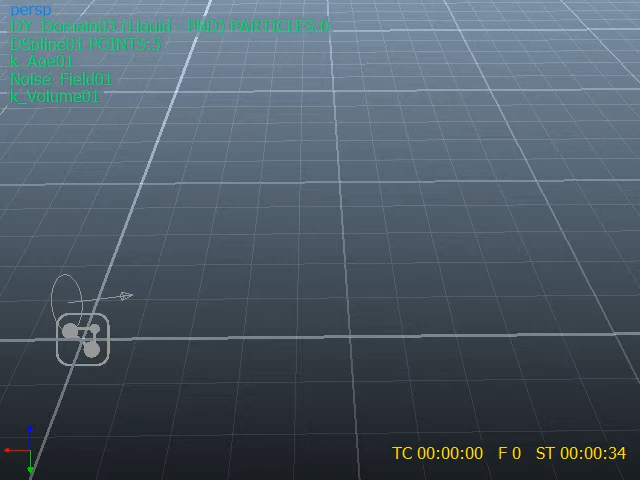 persp
DY_Domain03 (Liquid - PBD) PARTICLES:0
DSpline01 POINTS:5
k_Age01
Noise_Field01
k_Volume01
TC 00:00:00 F 0 ST 00:00:34